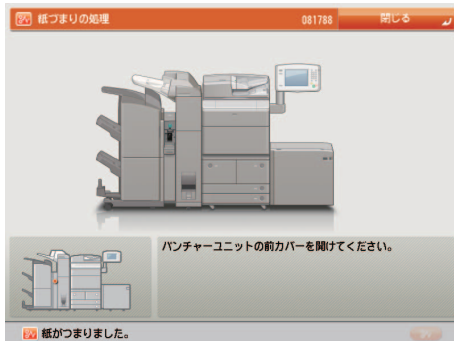 紙づまりの処理
081788
閉じる
パンチャーユニットの前カバーを開けてください。
紙がつまりました。